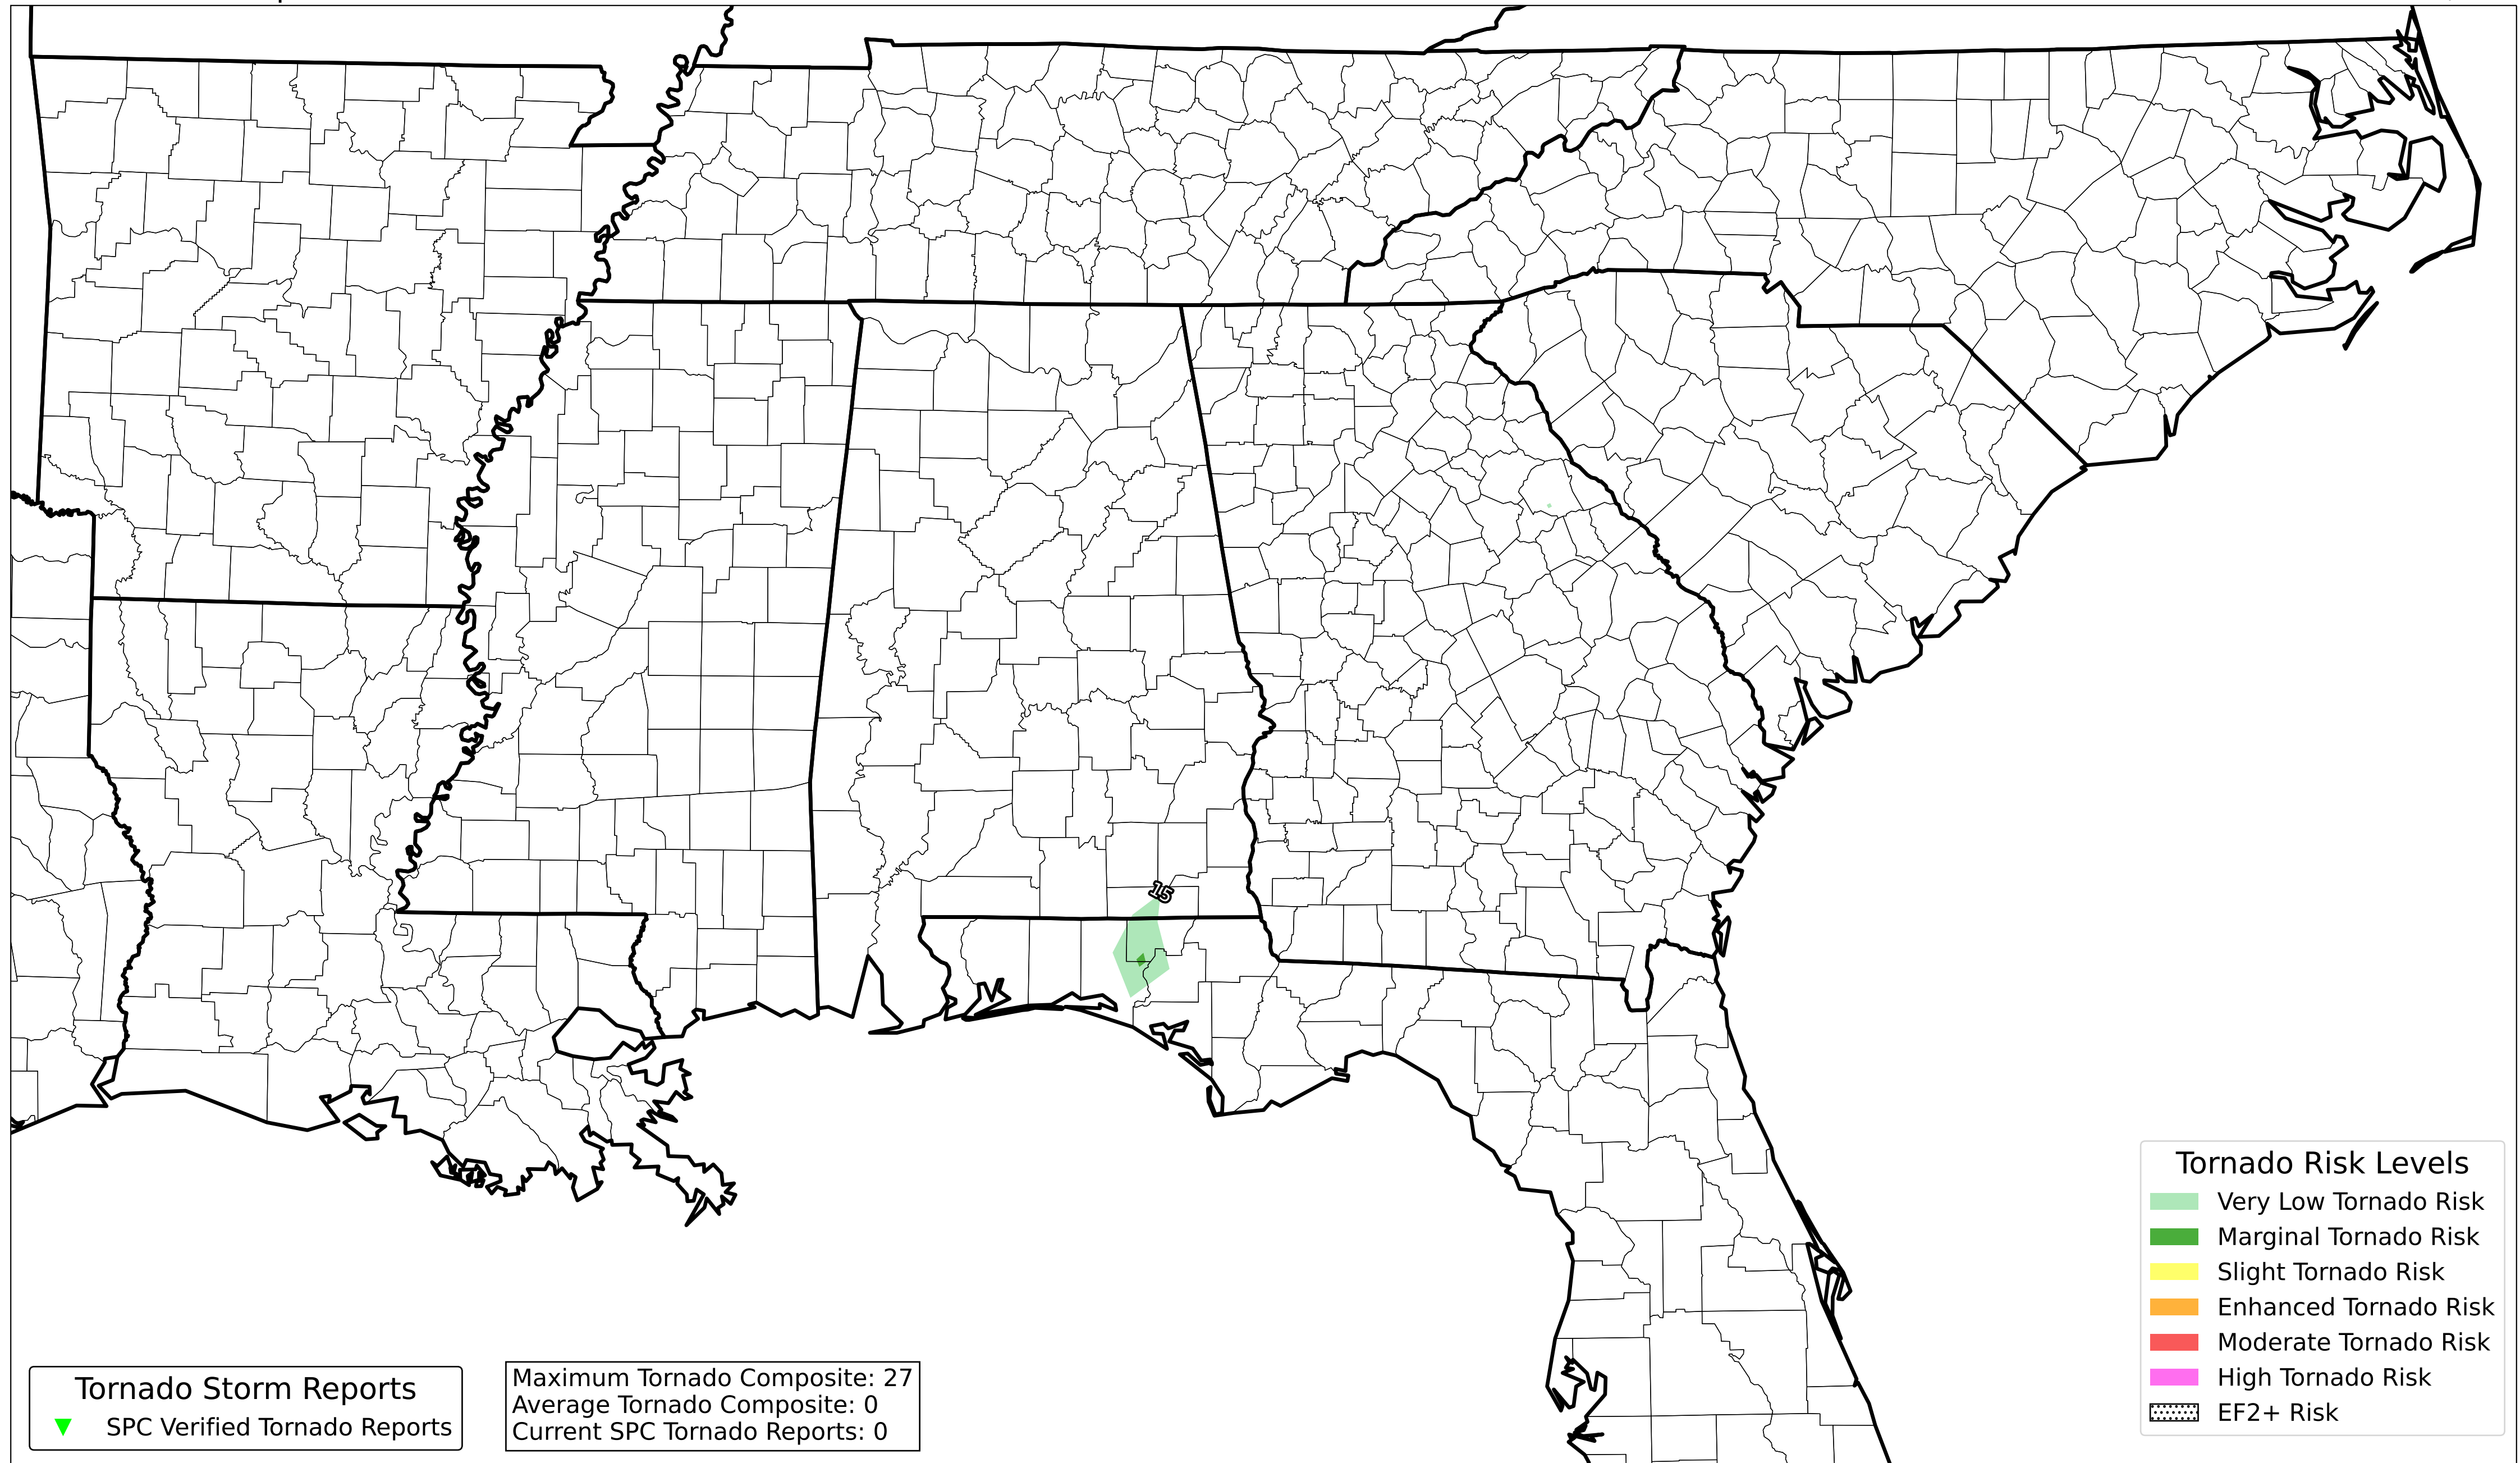 15
Tornado Risk Levels
Very Low Tornado Risk
Marginal Tornado Risk
Slight Tornado Risk
Enhanced Tornado Risk
Moderate Tornado Risk
High Tornado Risk
EF2+ Risk
Tornado Storm Reports
SPC Verified Tornado Reports
Maximum Tornado Composite: 27
Average Tornado Composite: 0
Current SPC Tornado Reports: 0